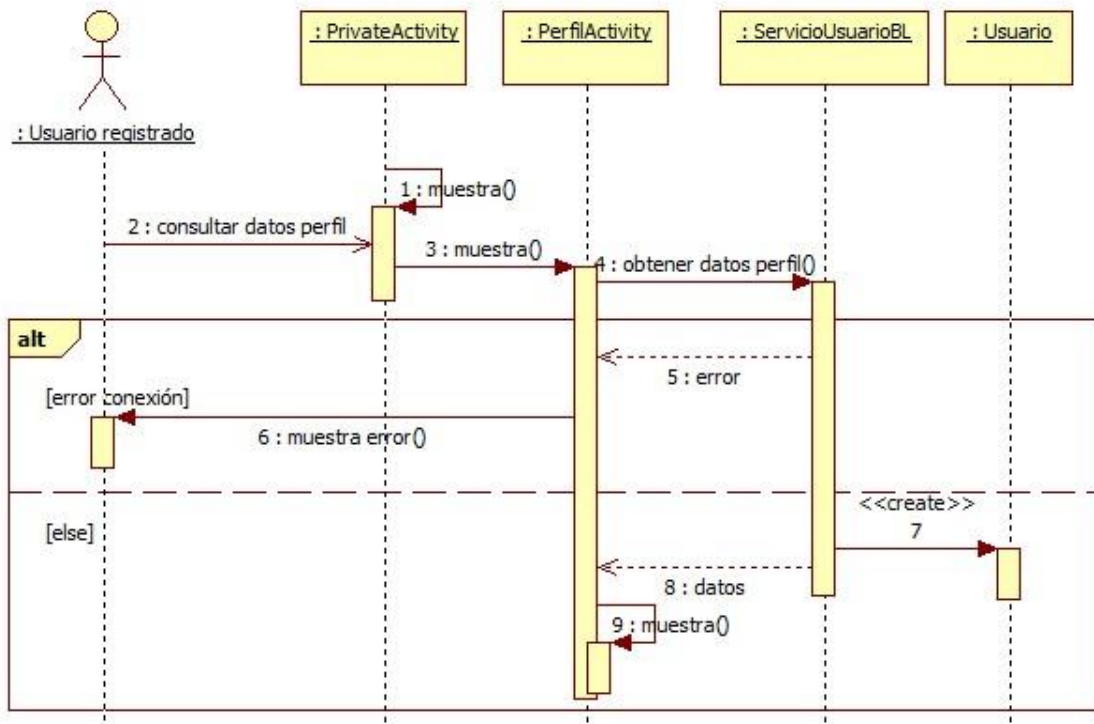 : PrivateActivity
: PerfilActivity
: ServicioUsuarioBL
: Usuario
: Usuario registrado
1 : muestra()
2 : consultar datos perfil
3 : muestra()
4 : obtener datos perfil()
alt
5 : error
[error conexión]
6 : muestra error()
<<create>>
7
[else]
8 : datos
9 : muestra()